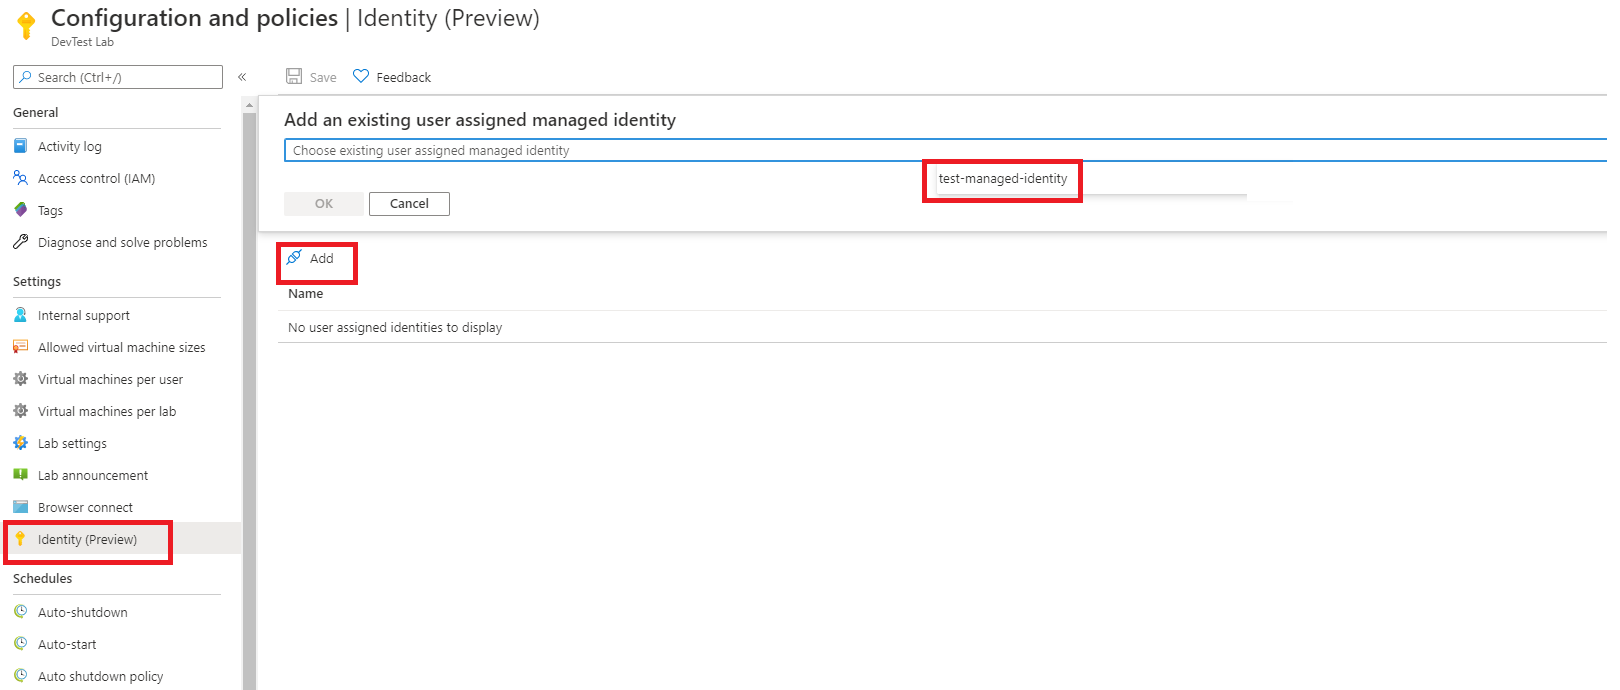 Configuration and policies | Identity (Preview)
DevTest Lab
Search (Ctrl+/)
«
General
Activity log
Access control (IAM)
Tags
Diagnose and solve problems
Settings
Internal support
Allowed virtual machine sizes
Virtual machines per user
Virtual machines per lab
Lab settings
Lab announcement
Browser connect
Identity (Preview)
Schedules
Auto-shutdown
Auto-start
Auto shutdown policy
Save Feedback
Add an existing user assigned managed identity
Choose existing user assigned managed identity
test-managed-identity
OK Cancel
Add
Name
No user assigned identities to display